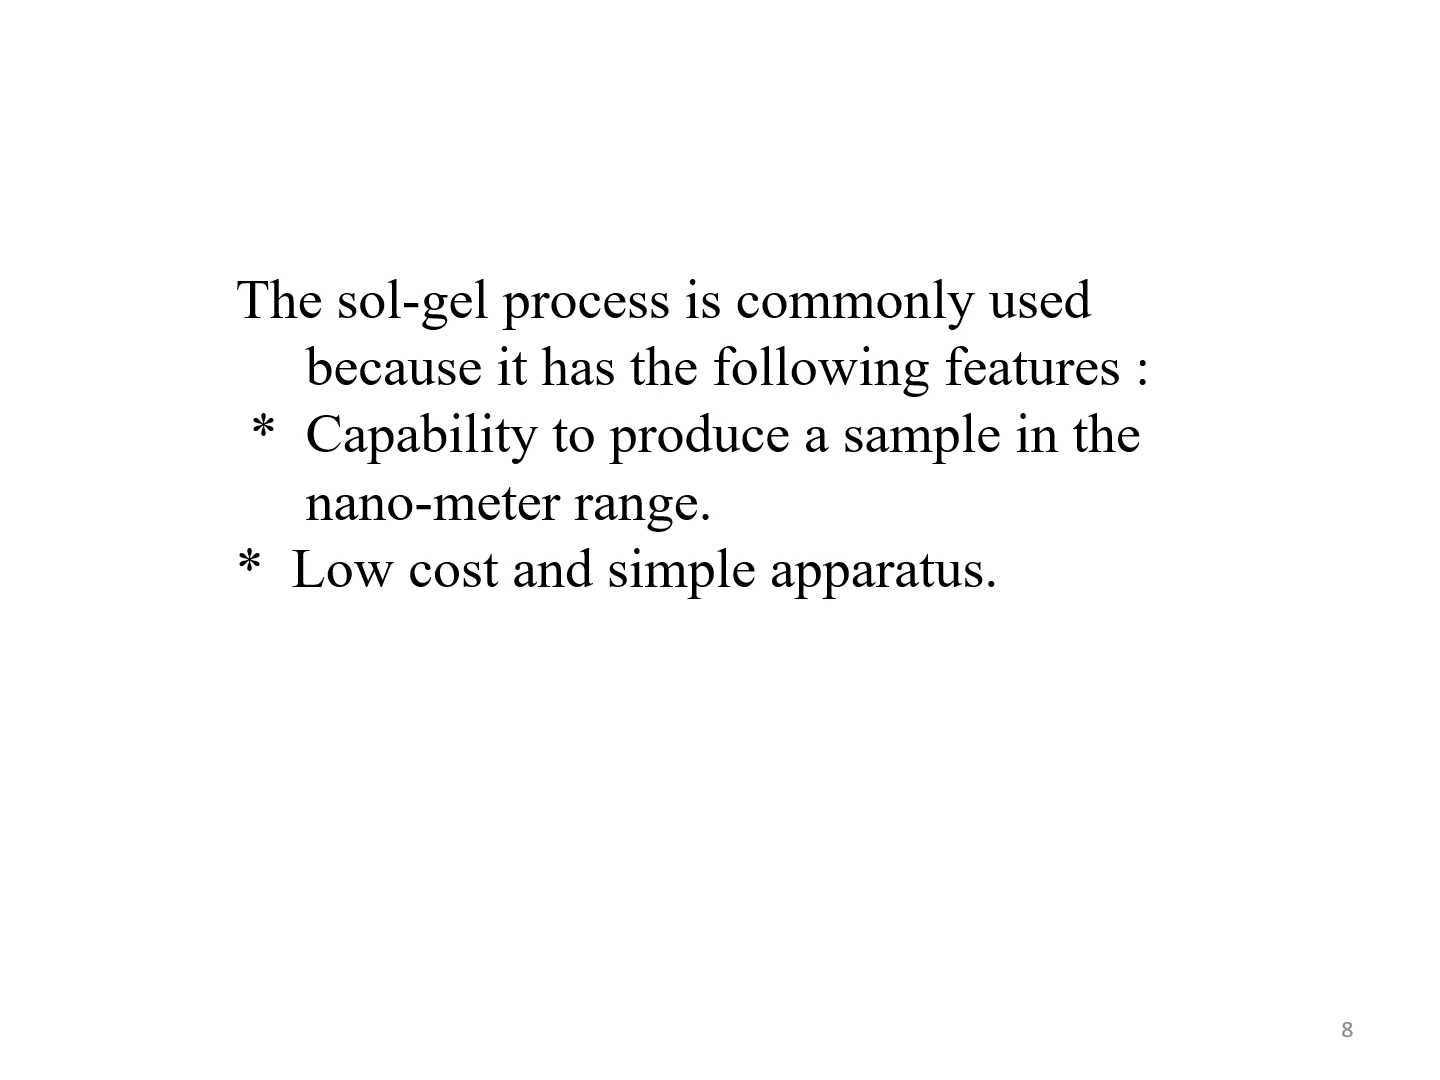 The sol-gel process is commonly used
because it has the following features :
* Capability to produce a sample in the
nano-meter range.
* Low cost and simple apparatus.
8